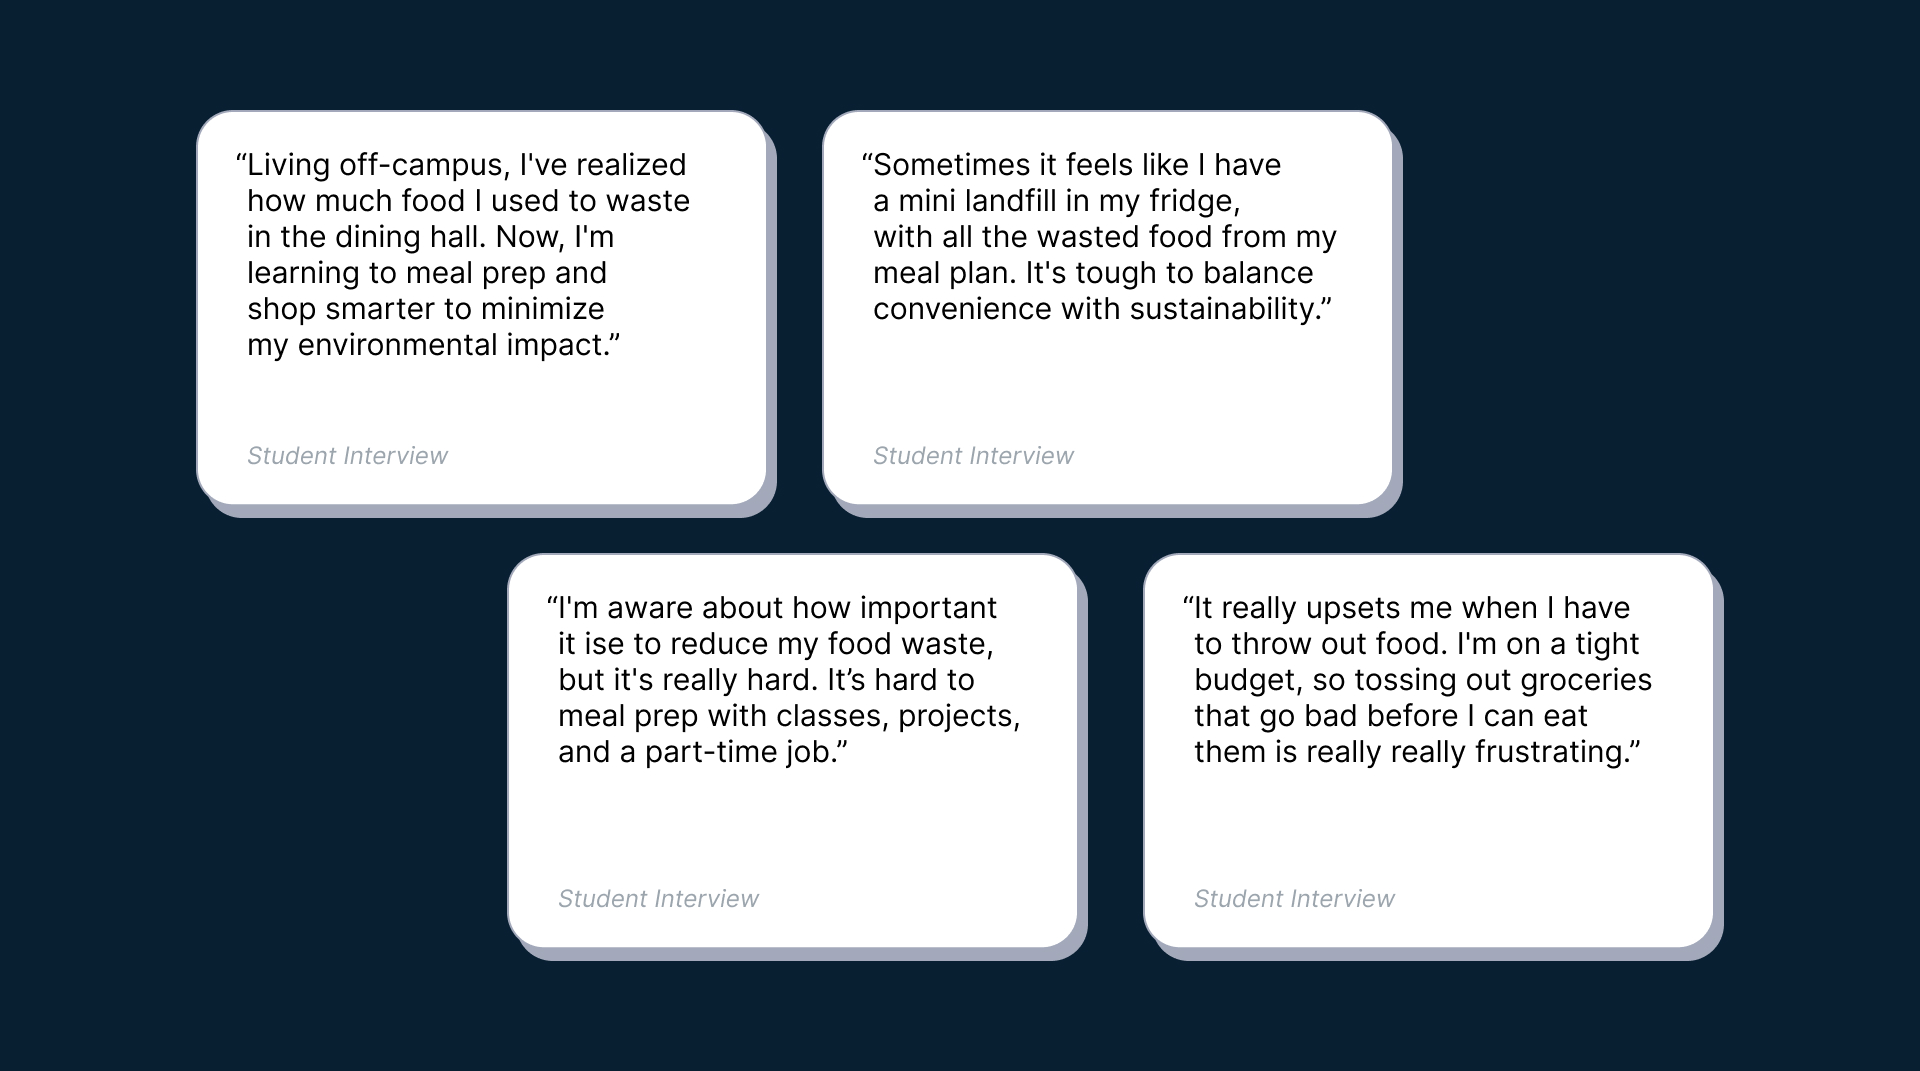 “Living off-campus, I've realized
how much food I used to waste
in the dining hall. Now, I'm
learning to meal prep and
shop smarter to minimize
my environmental impact.”
Student Interview
“Sometimes it feels like I have
a mini landfill in my fridge,
with all the wasted food from my
meal plan. It's tough to balance
convenience with sustainability.”
Student Interview
“I'm aware about how important
it ise to reduce my food waste,
but it's really hard. It’s hard to
meal prep with classes, projects,
and a part-time job.”
Student Interview
“It really upsets me when I have
to throw out food. I'm on a tight
budget, so tossing out groceries
that go bad before I can eat
them is really really frustrating.”
Student Interview